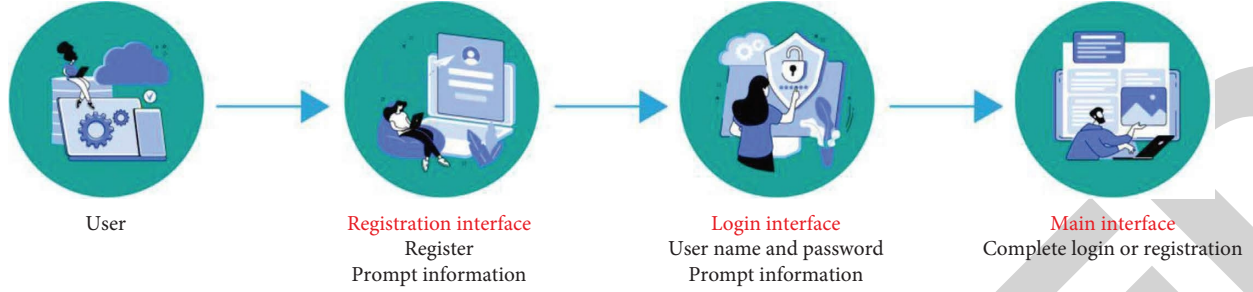 User
Registration interface
Register
Prompt information
Login interface
User name and password
Prompt information
Main interface
Complete login or registration